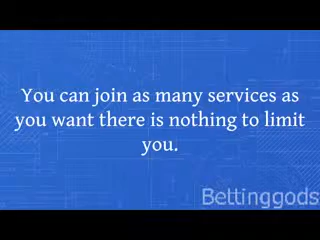 You can join as many services as
you want there is nothing to limit
you.
Bettinggods